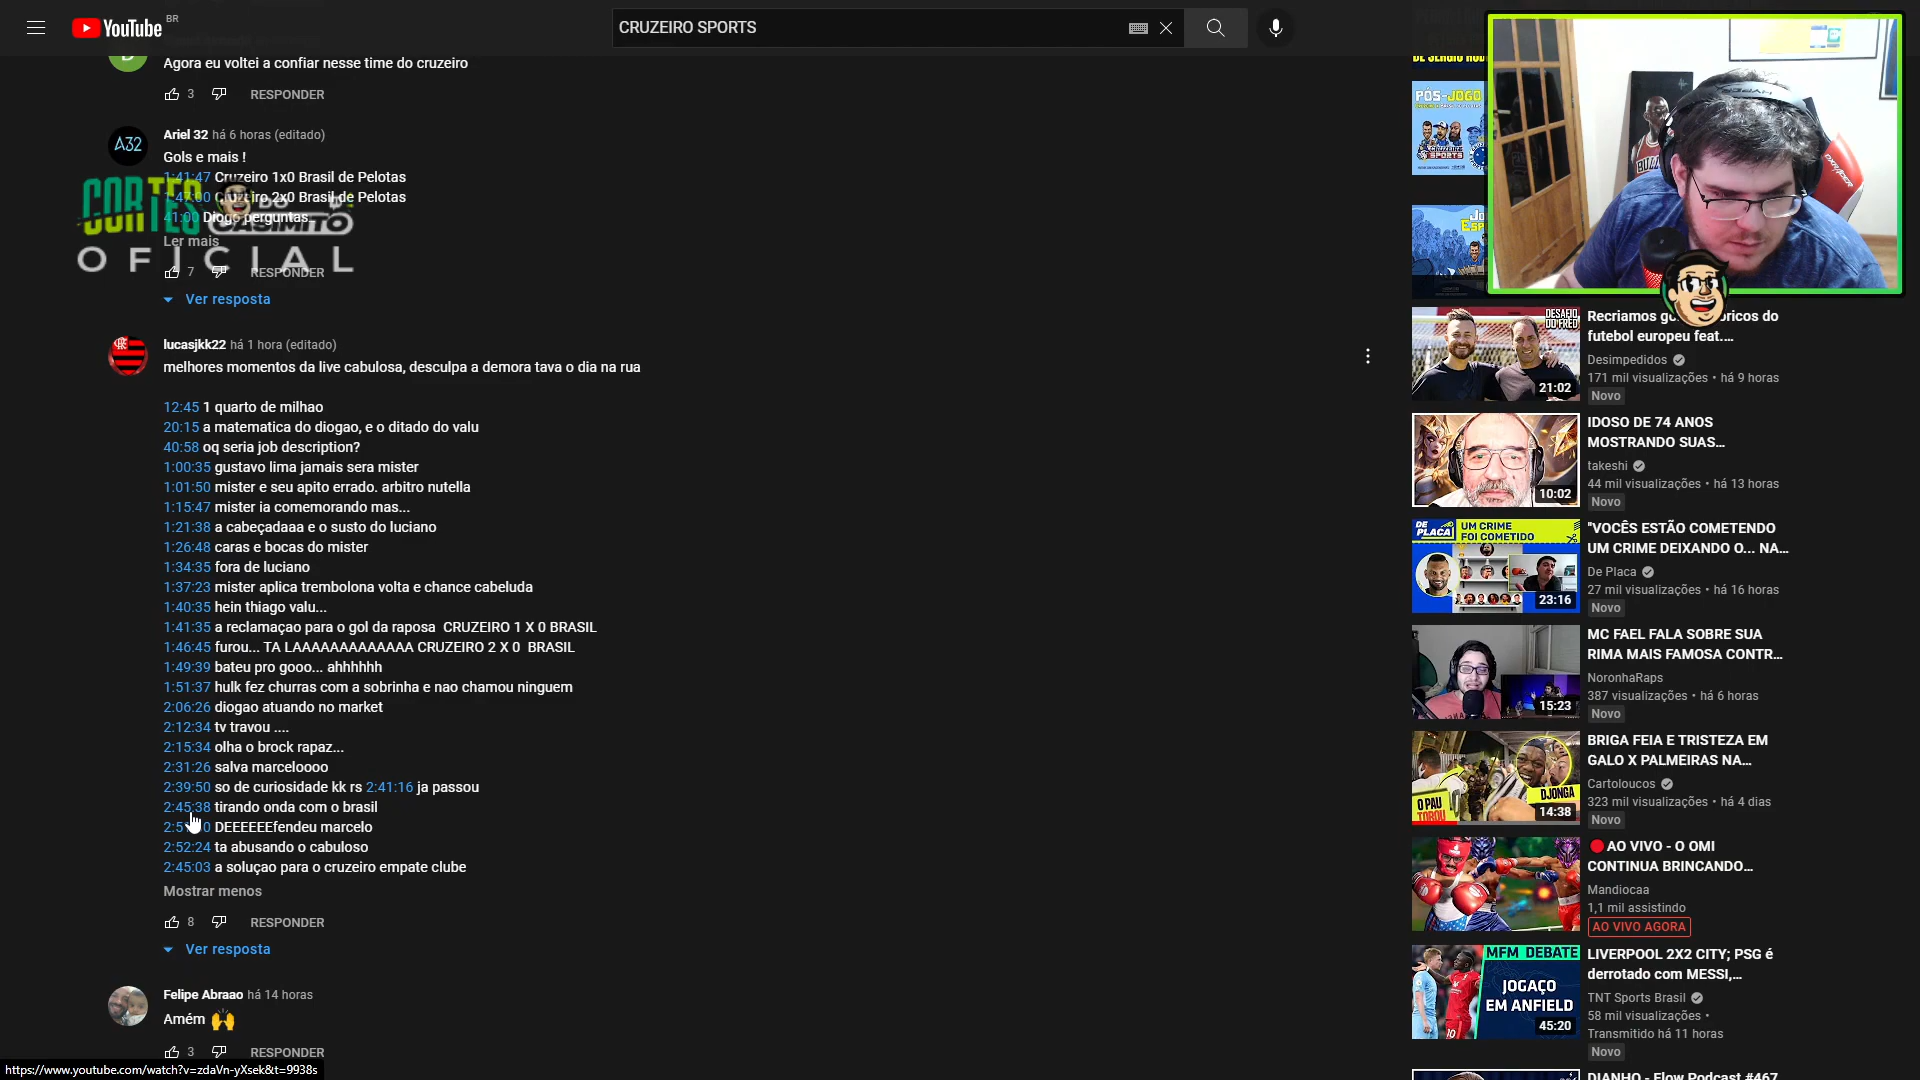 YouTube BR
CRUZEIRO SPORTS
Agora eu voltei a confiar nesse time do cruzeiro
3 RESPONDER
A32
Ariel 32 há 6 horas (editado)
Gols e mais !
1:41:47 Cruzeiro 1x0 Brasil de Pelotas
1:47:00 Cruzeiro 2x0 Brasil de Pelotas
41:00 Diogo perguntas...
Ler mais
7 RESPONDER
Ver resposta
CORTES DO CASIMITO
OFICIAL
lucasjkk22 há 1 hora (editado)
melhores momentos da live cabulosa, desculpa a demora tava o dia na rua
12:45 1 quarto de milhao
20:15 a matematica do diogao, e o ditado do valu
40:58 oq seria job description?
1:00:35 gustavo lima jamais sera mister
1:01:50 mister e seu apito errado. arbitro nutella
1:15:47 mister ia comemorando mas...
1:21:38 a cabeçadaaa e o susto do luciano
1:26:48 caras e bocas do mister
1:34:35 fora de luciano
1:37:23 mister aplica trembolona volta e chance cabeluda
1:40:35 hein thiago valu...
1:41:35 a reclamaçao para o gol da raposa  CRUZEIRO 1 X 0 BRASIL
1:46:45 furou... TA LAAAAAAAAAAAAA CRUZEIRO 2 X 0  BRASIL
1:49:39 bateu pro gooo... ahhhhhh
1:51:37 hulk fez churras com a sobrinha e nao chamou ninguem
2:06:26 diogao atuando no market
2:12:34 tv travou ....
2:15:34 olha o brock rapaz...
2:31:26 salva marceloooo
2:39:50 so de curiosidade kk rs 2:41:16 ja passou
2:45:38 tirando onda com o brasil
DEEEEEEfendeu marcelo
2:52:24 ta abusando o cabuloso
2:45:03 a soluçao para o cruzeiro empate clube
Mostrar menos
8 RESPONDER
Ver resposta
Felipe Abraao há 14 horas
Amém
3 RESPONDER
https://www.youtube.com/watch?v=zdaVn-yXsek&t=9938s
PÓS-JOGO
CRUZEIRO
SPORTS
BULL
DXRACER
DESAFIO
DO FRED
21:02
Recriamos
futebol europeu feat....
Desimpedidos
171 mil visualizações • há 9 horas
Novo
10:02
IDOSO DE 74 ANOS
MOSTRANDO SUAS...
takeshi
44 mil visualizações • há 13 horas
Novo
DE PLACA
UM CRIME
FOI COMETIDO
23:16
"VOCÊS ESTÃO COMETENDO
UM CRIME DEIXANDO O... NA...
De Placa
27 mil visualizações • há 16 horas
Novo
15:23
MC FAEL FALA SOBRE SUA
RIMA MAIS FAMOSA CONTR...
NoronhaRaps
387 visualizações • há 6 horas
Novo
O PAU
TOROU
DJONGA
14:38
BRIGA FEIA E TRISTEZA EM
GALO X PALMEIRAS NA...
Cartoloucos
323 mil visualizações • há 4 dias
Novo
AO VIVO - O OMI
CONTINUA BRINCANDO...
Mandiocaa
1,1 mil assistindo
AO VIVO AGORA
MFM DEBATE
JOGAÇO
EM ANFIELD
45:20
LIVERPOOL 2X2 CITY; PSG é
derrotado com MESSI,...
TNT Sports Brasil
58 mil visualizações •
Transmitido há 11 horas
Novo
DIANHO - Flow Podcast #467